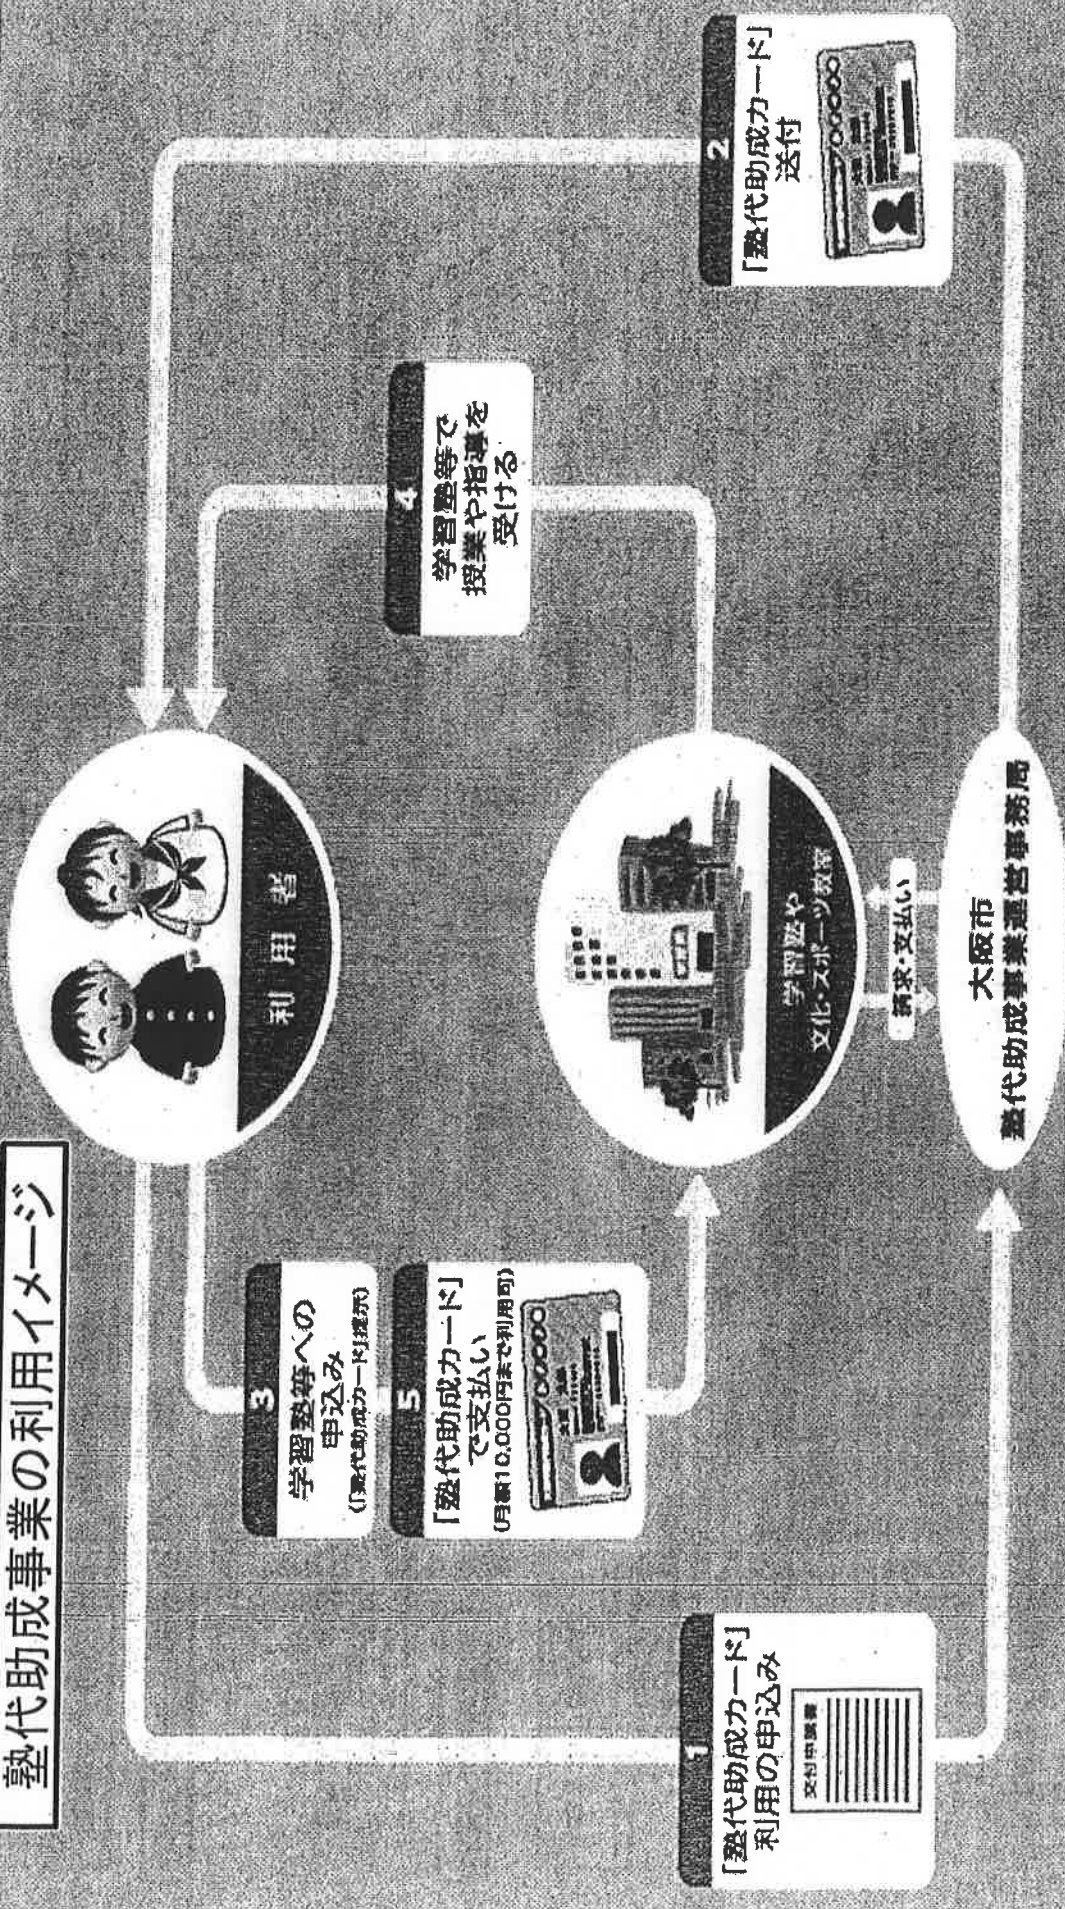 塾代助成事業の利用イメージ
利用者
1
「塾代助成カード」
利用の申込み
交付申請書
2
「塾代助成カード」
送付
3
学習塾等への
申込み
(「塾代助成カード」提示)
4
学習塾等で
授業や指導を
受ける
5
「塾代助成カード」
で支払い
(月額10,000円まで利用可)
学習塾や
文化・スポーツ教室
請求・支払い
大阪市
塾代助成事業運営事務局